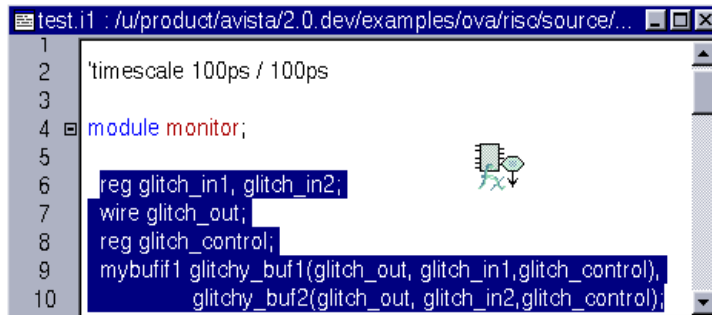 test.i1 : /u/product/avista/2.0.dev/examples/ova/risc/source/...
1
2 'timescale 100ps / 100ps
3
4 module monitor;
5
6 reg glitch_in1, glitch_in2;
7 wire glitch_out;
8 reg glitch_control;
9 mybufif1 glitchy_buf1(glitch_out, glitch_in1,glitch_control),
10 glitchy_buf2(glitch_out, glitch_in2,glitch_control);
fx